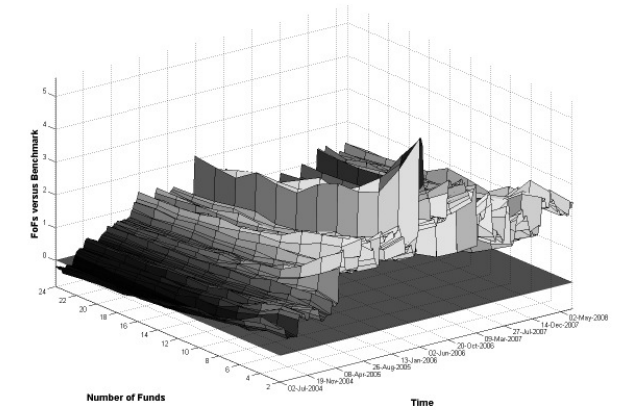 FoFs versus Benchmark
5
4
3
2
1
0
24
22
20
18
16
14
12
10
8
6
4
2
Number of Funds
02-Jul-2004
19-Nov-2004
08-Apr-2005
26-Aug-2005
13-Jan-2006
02-Jun-2006
20-Oct-2006
09-Mar-2007
27-Jul-2007
14-Dec-2007
02-May-2008
Time